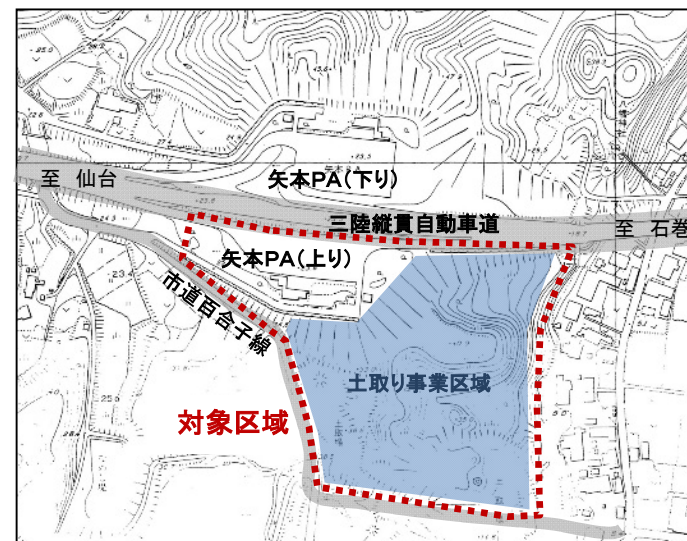 矢本PA(下り)
至 仙台
三陸縦貫自動車道
至 石巻
矢本PA(上り)
市道百合子線
土取り事業区域
対象区域